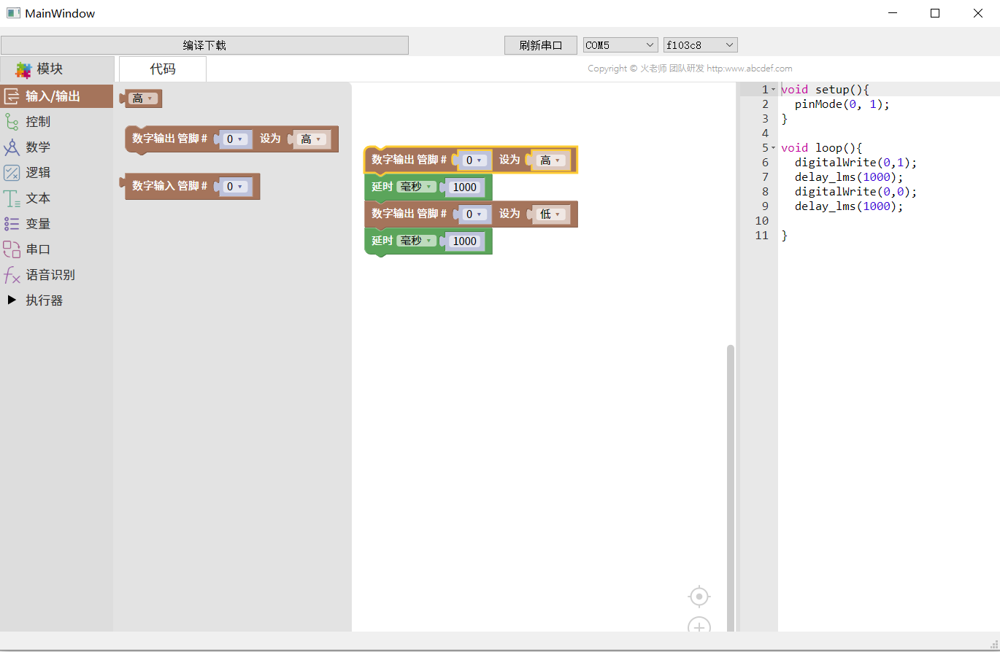 MainWindow
编译下载
刷新串口
COM5
f103c8
模块
代码
Copyright © 火老师 团队研发 http:www.abcdef.com
输入/输出
控制
数学
逻辑
文本
变量
串口
语音识别
执行器
高
数字输出 管脚 # 0 设为 高
数字输入 管脚 # 0
数字输出 管脚 # 0 设为 高
延时 毫秒 1000
数字输出 管脚 # 0 设为 低
延时 毫秒 1000
1 void setup(){
2 pinMode(0, 1);
3 }
4
5 void loop(){
6 digitalWrite(0,1);
7 delay_lms(1000);
8 digitalWrite(0,0);
9 delay_lms(1000);
10
11 }